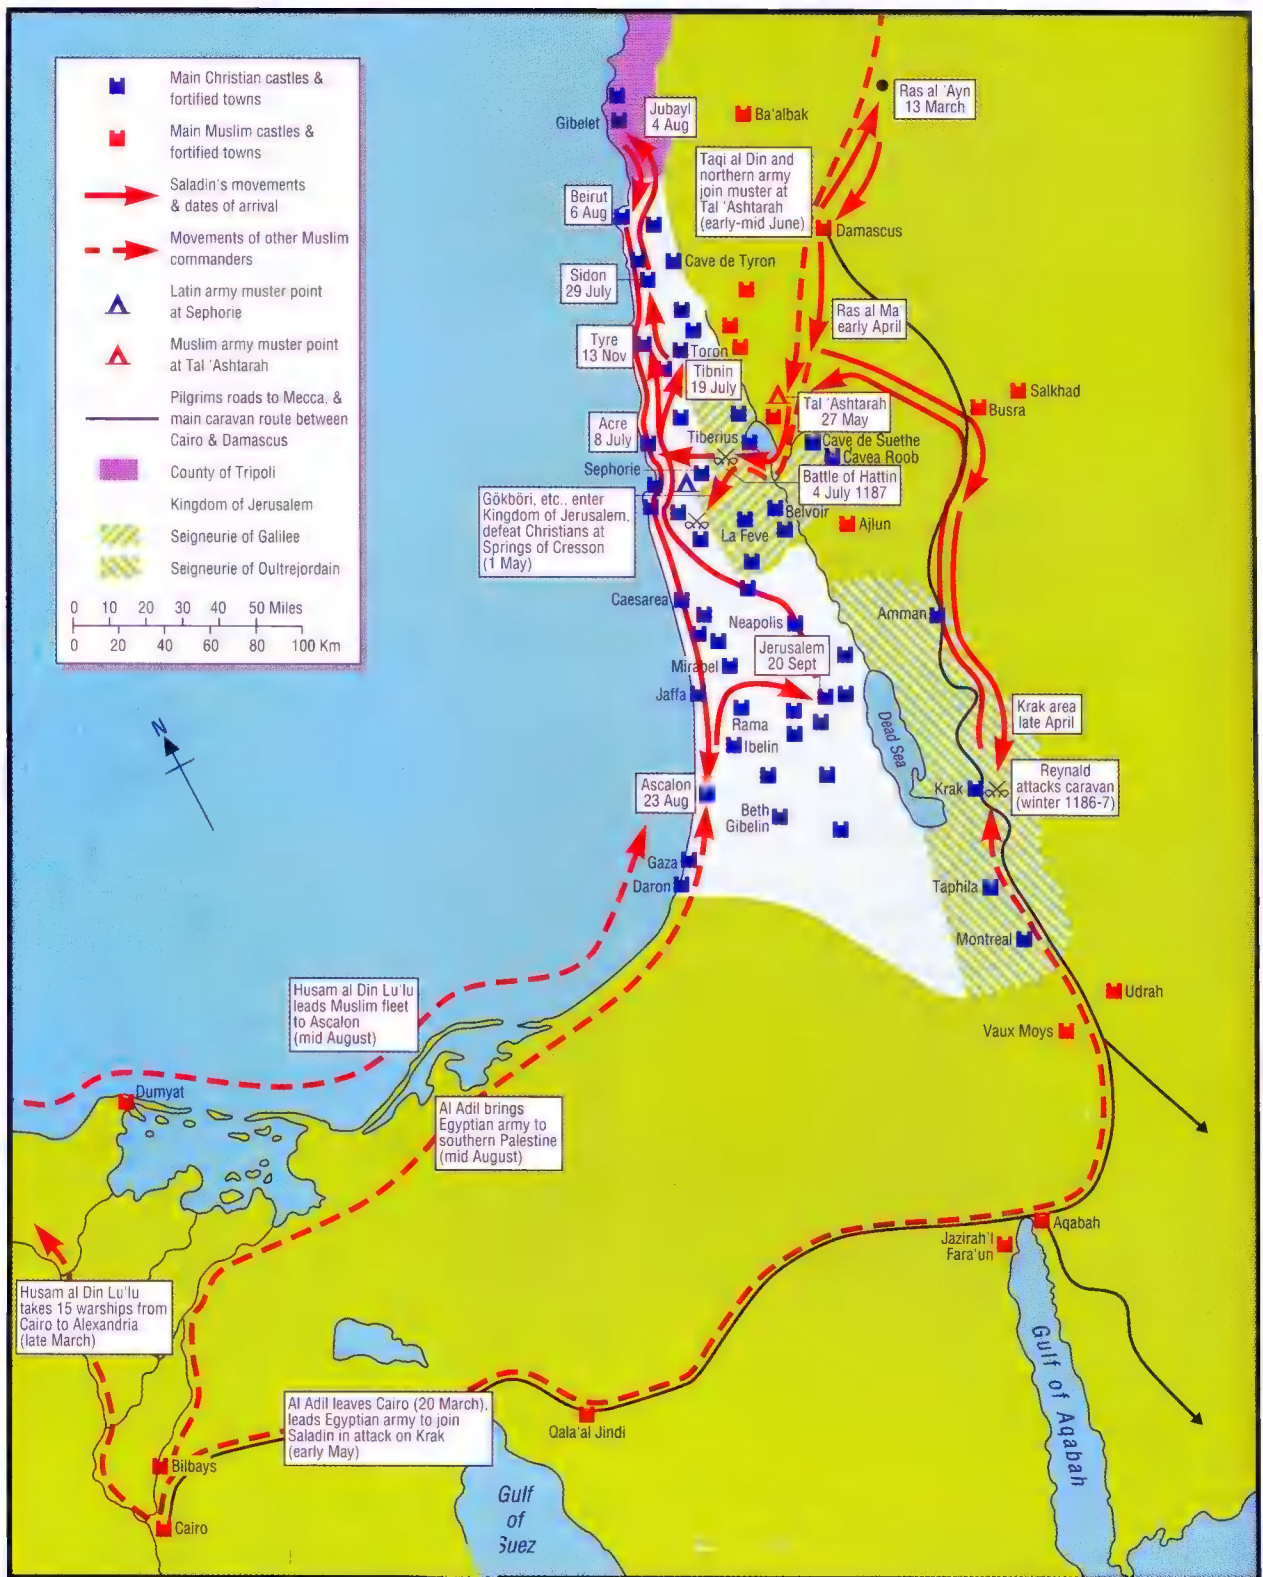 Main Christian castles &
fortified towns
Main Muslim castles &
fortified towns
Saladin's movements
& dates of arrival
Movements of other Muslim
commanders
Latin army muster point
at Sephorie
Muslim army muster point
at Tal 'Ashtarah
Pilgrims roads to Mecca, &
main caravan route between
Cairo & Damascus
County of Tripoli
Kingdom of Jerusalem
Seigneurie of Galilee
Seigneurie of Oultrejordain
0 10 20 30 40 50 Miles
0 20 40 60 80 100 Km
N
Ras al 'Ayn
13 March
Gibelet
Jubayl
4 Aug
Ba'albak
Taqi al Din and
northern army
join muster at
Tal 'Ashtarah
(early-mid June)
Beirut
6 Aug
Damascus
Cave de Tyron
Sidon
29 July
Ras al Ma
early April
Tyre
13 Nov
Toron
Tibnin
19 July
Salkhad
Busra
Tal 'Ashtarah
27 May
Acre
8 July
Tiberius
Cave de Suethe
Cavea Roob
Sephorie
Battle of Hattin
4 July 1187
Gökböri, etc., enter
Kingdom of Jerusalem,
defeat Christians at
Springs of Cresson
(1 May)
Belvoir
La Feve
Ajlun
Caesarea
Neapolis
Amman
Jerusalem
20 Sept
Mirabel
Jaffa
Rama
Ibelin
Dead Sea
Krak area
late April
Ascalon
23 Aug
Krak
Reynald
attacks caravan
(winter 1186-7)
Beth
Gibelin
Gaza
Daron
Taphila
Montreal
Husam al Din Lu'lu
leads Muslim fleet
to Ascalon
(mid August)
Udrah
Vaux Moys
Dumyat
Al Adil brings
Egyptian army to
southern Palestine
(mid August)
Aqabah
Jazirah'l
Fara'un
Husam al Din Lu'lu
takes 15 warships from
Cairo to Alexandria
(late March)
Gulf of Aqabah
Al Adil leaves Cairo (20 March),
leads Egyptian army to join
Saladin in attack on Krak
(early May)
Qala'al Jindi
Bilbays
Cairo
Gulf
of
Suez